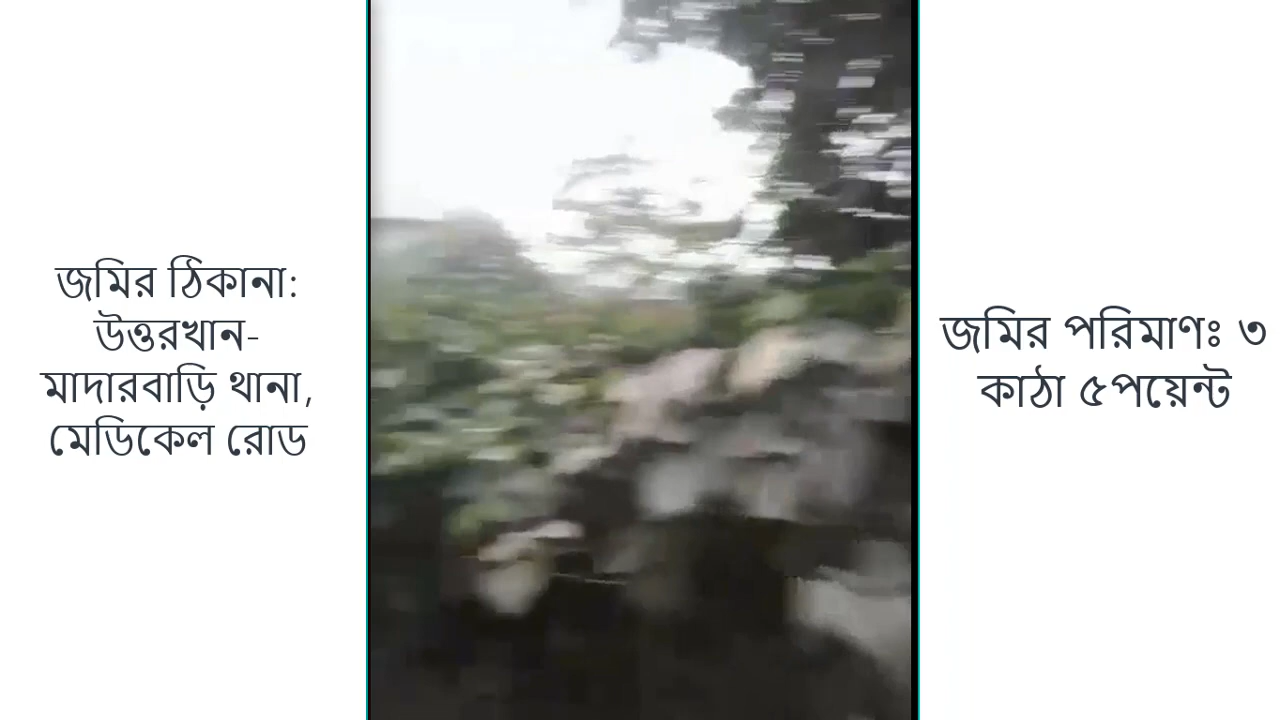 জমির ঠিকানা:
উত্তরখান-
মাদারবাড়ি থানা,
মেডিকেল রোড
জমির পরিমাণঃ ৩
কাঠা ৫পয়েন্ট